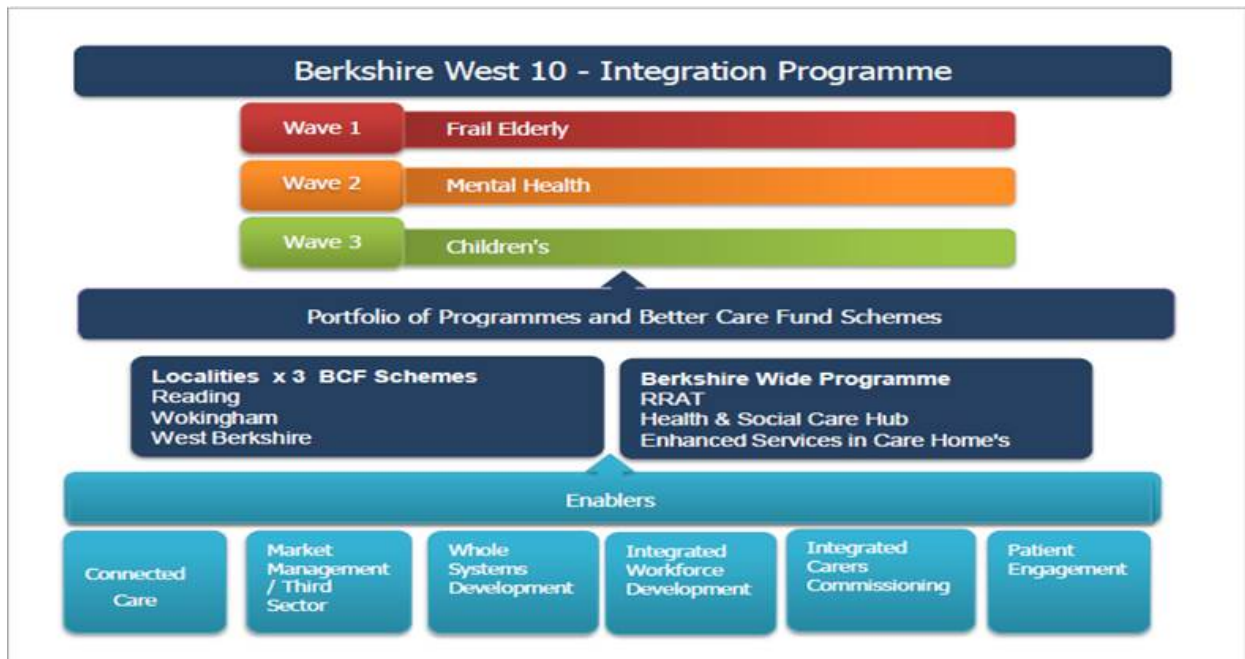 Berkshire West 10 - Integration Programme
Wave 1
Frail Elderly
Wave 2
Mental Health
Wave 3
Children's
Portfolio of Programmes and Better Care Fund Schemes
Localities x 3 BCF Schemes
Reading
Wokingham
West Berkshire
Berkshire Wide Programme
RRAT
Health & Social Care Hub
Enhanced Services in Care Home's
Enablers
Connected
Care
Market
Management
/ Third
Sector
Whole
Systems
Development
Integrated
Workforce
Development
Integrated
Carers
Commissioning
Patient
Engagement